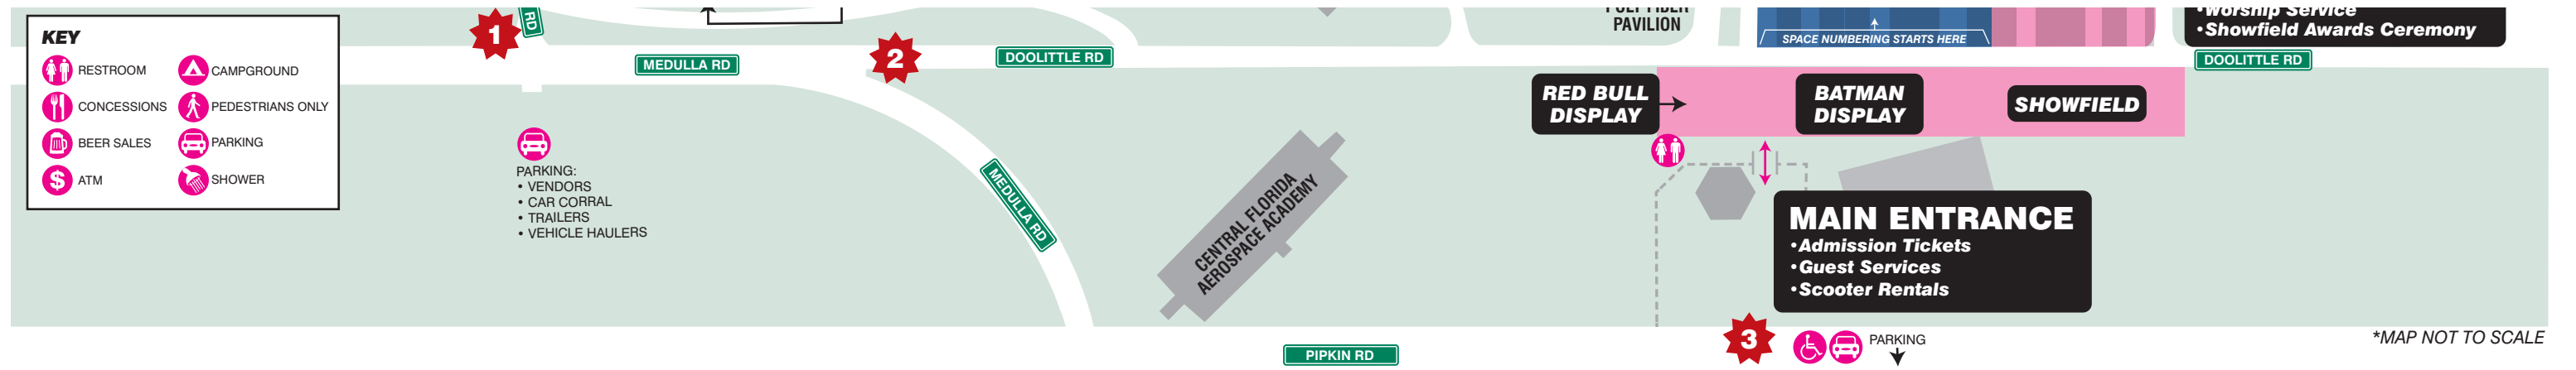 KEY
RESTROOM
CAMPGROUND
CONCESSIONS
PEDESTRIANS ONLY
BEER SALES
PARKING
$
ATM
SHOWER
1
RD
MEDULLA RD
2
DOOLITTLE RD
PAVILION
SPACE NUMBERING STARTS HERE
•Worship Service
•Showfield Awards Ceremony
DOOLITTLE RD
RED BULL
DISPLAY
BATMAN
DISPLAY
SHOWFIELD
PARKING:
• VENDORS
• CAR CORRAL
• TRAILERS
• VEHICLE HAULERS
MEDULLA RD
CENTRAL FLORIDA
AEROSPACE ACADEMY
MAIN ENTRANCE
•Admission Tickets
•Guest Services
•Scooter Rentals
3
PARKING
PIPKIN RD
*MAP NOT TO SCALE